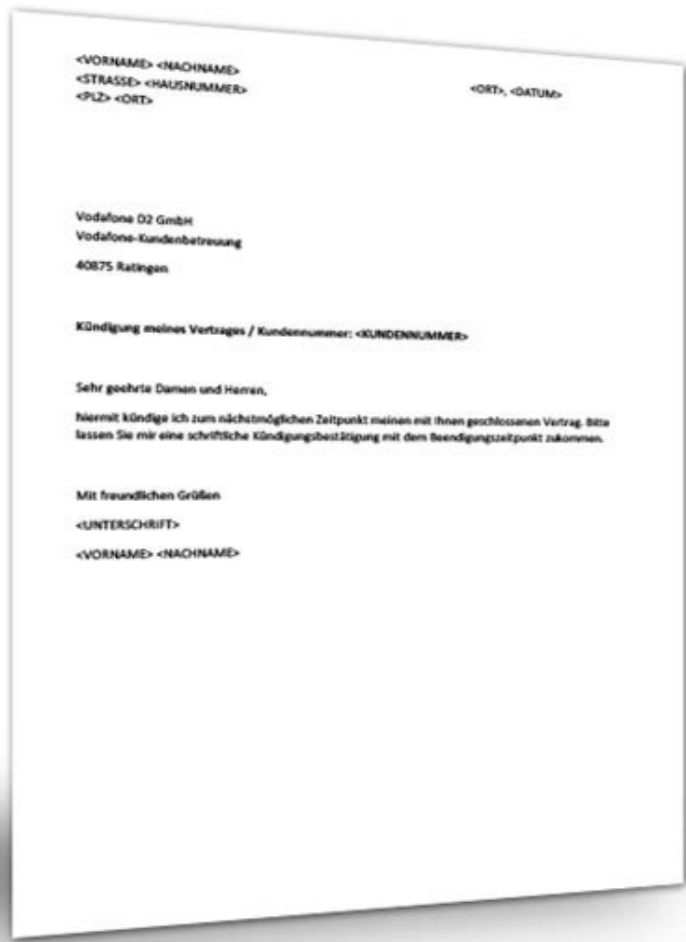 <VORNAME> <NACHNAME>
<STRASSE> <HAUSNUMMER>
<PLZ> <ORT>
<ORT>, <DATUM>
Vodafone D2 GmbH
Vodafone-Kundenbetreuung
40875 Ratingen
Kündigung meines Vertrages / Kundennummer: <KUNDENNUMMER>
Sehr geehrte Damen und Herren,
hiermit kündige ich zum nächstmöglichen Zeitpunkt meinen mit Ihnen geschlossenen Vertrag. Bitte
lassen Sie mir eine schriftliche Kündigungsbestätigung mit dem Beendigungszeitpunkt zukommen.
Mit freundlichen Grüßen
<UNTERSCHRIFT>
<VORNAME> <NACHNAME>